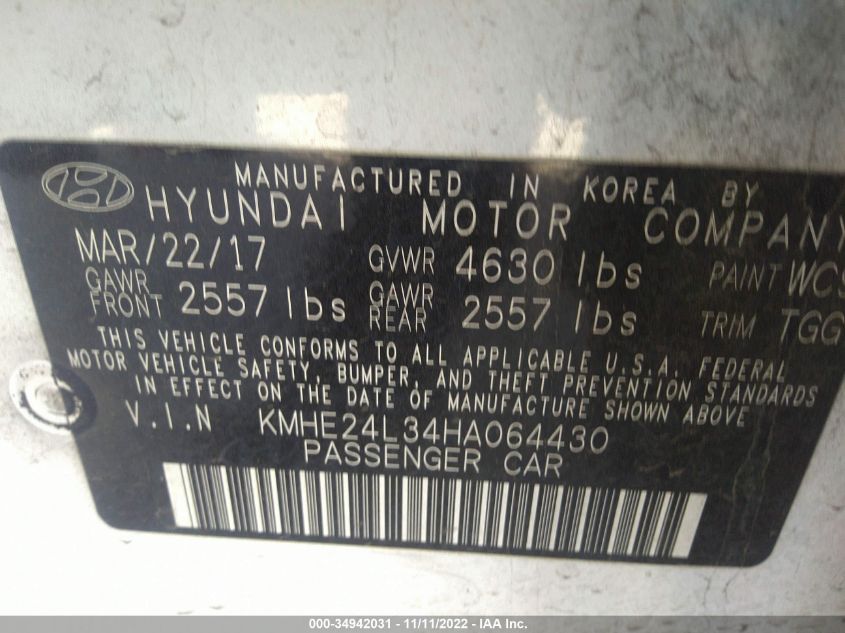 MANUFACTURED IN KOREA BY
HYUNDAI MOTOR COMPANY
MAR/22/17 GVWR 4630 lbs PAINT WCS
GAWR FRONT 2557 lbs GAWR REAR 2557 lbs TRIM TGG
THIS VEHICLE CONFORMS TO ALL APPLICABLE U.S.A. FEDERAL
MOTOR VEHICLE SAFETY, BUMPER, AND THEFT PREVENTION STANDARDS
IN EFFECT ON THE DATE OF MANUFACTURE SHOWN ABOVE
V.I.N KMHE24L34HA064430
PASSENGER CAR
000-34942031 - 11/11/2022 - IAA Inc.